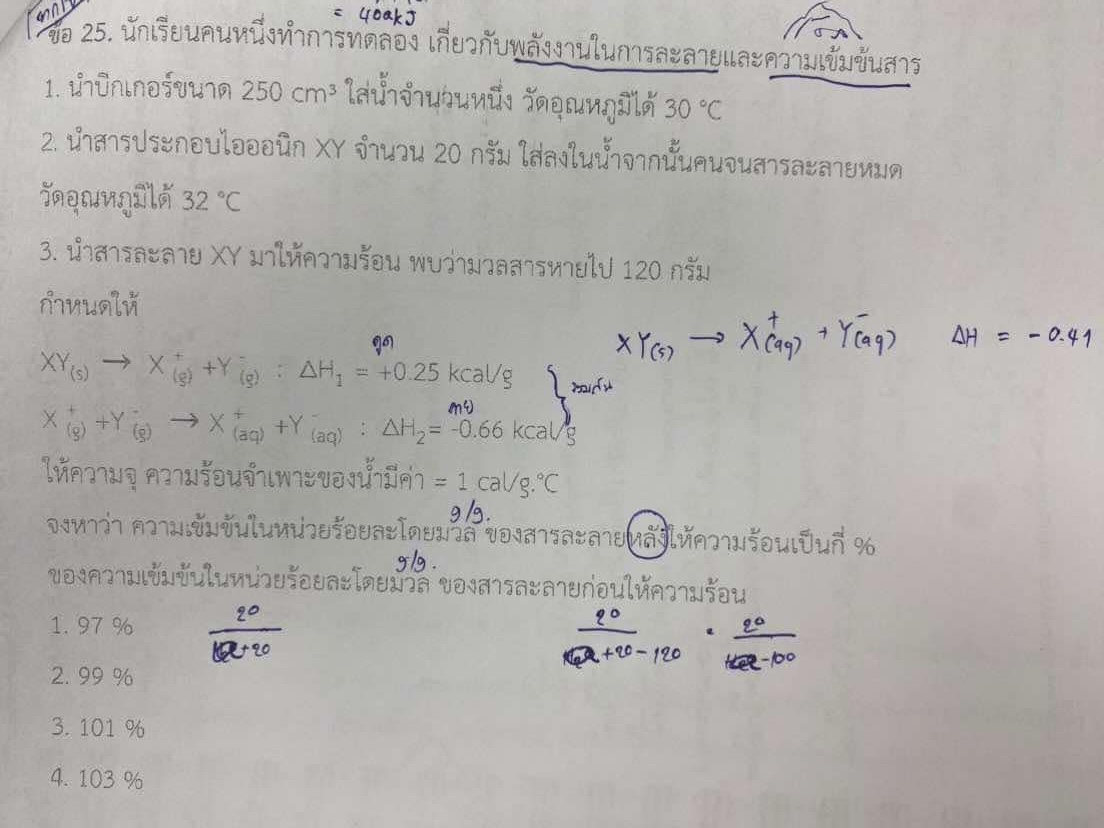 = 400kJ
ข้อ 25. นักเรียนคนหนึ่งทำการทดลอง เกี่ยวกับพลังงานในการละลายและความเข้มข้นสาร
1. นำบีกเกอร์ขนาด 250 cm³ ใส่น้ำจำนวนหนึ่ง วัดอุณหภูมิได้ 30 °C
2. นำสารประกอบไอออนิก XY จำนวน 20 กรัม ใส่ลงในน้ำจากนั้นคนจนสารละลายหมด
วัดอุณหภูมิได้ 32 °C
3. นำสารละลาย XY มาให้ความร้อน พบว่ามวลสารหายไป 120 กรัม
กำหนดให้
XY(s) → X⁺(aq) + Y⁻(aq) ΔH = -0.41
ดูด
XY(s) → X⁺(g) +Y⁻(g) : ΔH₁ = +0.25 kcal/g
รวมกัน
คาย
X⁺(g) +Y⁻(g) → X⁺(aq) +Y⁻(aq) : ΔH₂= -0.66 kcal/g
ให้ความจุ ความร้อนจำเพาะของน้ำมีค่า = 1 cal/g.°C
g/g.
จงหาว่า ความเข้มข้นในหน่วยร้อยละโดยมวล ของสารละลายหลังให้ความร้อนเป็นกี่ %
g/g.
ของความเข้มข้นในหน่วยร้อยละโดยมวล ของสารละลายก่อนให้ความร้อน
1. 97 %
20
+20
20
+20-120
20
-100
2. 99 %
3. 101 %
4. 103 %